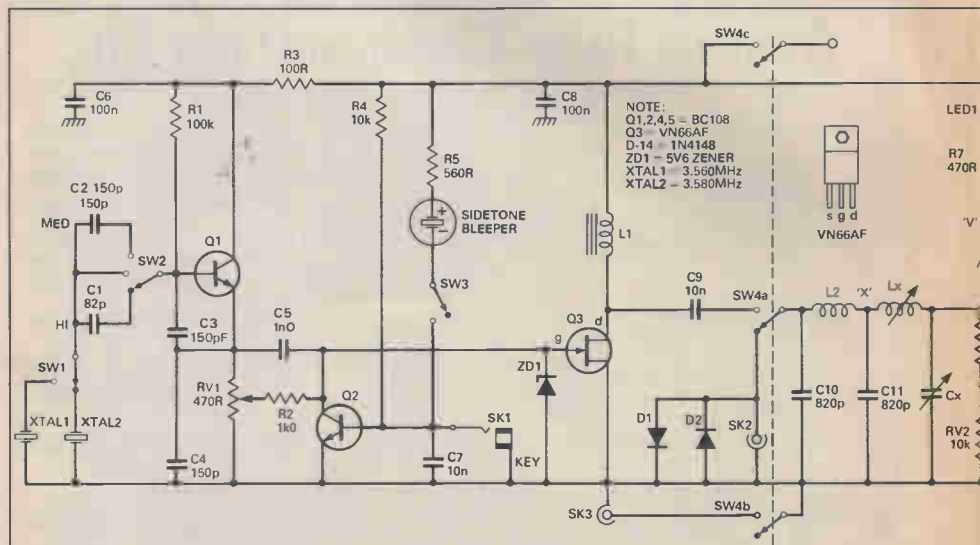 SW4c
R3
100R
C6
100n
R1
100k
R4
10k
C8
100n
NOTE:
Q1,2,4,5 = BC108
Q3 = VN66AF
D-14 = 1N4148
ZD1 = 5V6 ZENER
XTAL1 = 3.560MHz
XTAL2 = 3.580MHz
LED1
R7
470R
s g d
VN66AF
R5
560R
C2 150p
150p
MED
Q1
SW2
+
SIDETONE
BLEEPER
–
L1
'V'
C1
82p
HI
SW3
C9
10n
SW4a
L2
'X'
Lx
C3
150pF
C5
1n0
Q3
d
g
SW1
ZD1
RV1
470R
R2
1k0
Q2
SK1
KEY
XTAL1
XTAL2
C4
150p
C7
10n
D1
D2
SK2
C10
820p
C11
820p
Cx
RV2
10k
SK3
SW4b